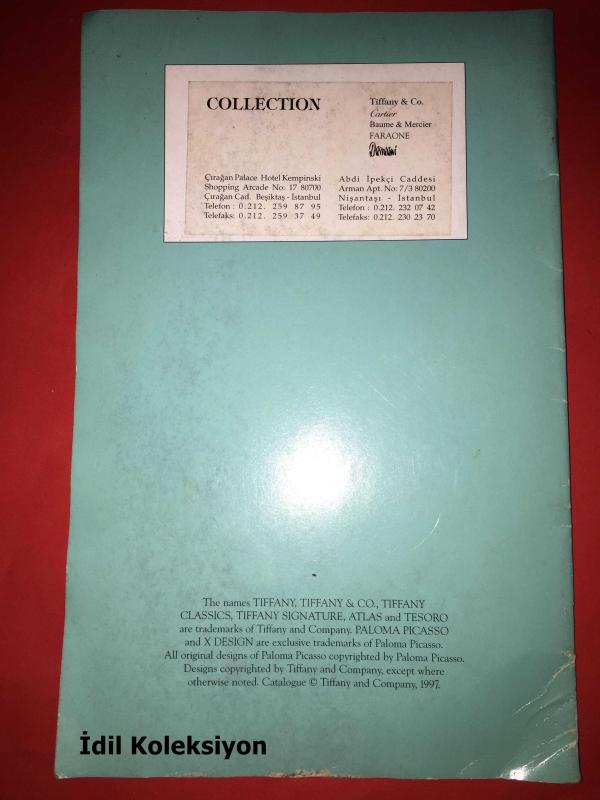 COLLECTION
Tiffany & Co.
Cartier
Baume & Mercier
FARAONE
Damiani
Çırağan Palace Hotel Kempinski
Shopping Arcade No: 17 80700
Çırağan Cad. Beşiktaş - İstanbul
Telefon : 0.212. 259 87 95
Telefaks: 0.212. 259 37 49
Abdi İpekçi Caddesi
Arman Apt. No: 7/3 80200
Nişantaşı - İstanbul
Telefon : 0.212. 232 07 42
Telefaks: 0.212. 230 23 70
The names TIFFANY, TIFFANY & CO., TIFFANY
CLASSICS, TIFFANY SIGNATURE, ATLAS and TESORO
are trademarks of Tiffany and Company. PALOMA PICASSO
and X DESIGN are exclusive trademarks of Paloma Picasso.
All original designs of Paloma Picasso copyrighted by Paloma Picasso.
Designs copyrighted by Tiffany and Company, except where
otherwise noted. Catalogue © Tiffany and Company, 1997.
İdil Koleksiyon